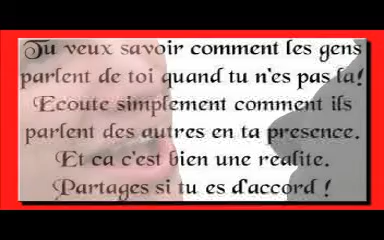 Tu veux savoir comment les gens
parlent de toi quand tu n'es pas la!
Ecoute simplement comment ils
parlent des autres en ta presence.
Et ca c'est bien une realite.
Partages si tu es d'accord !